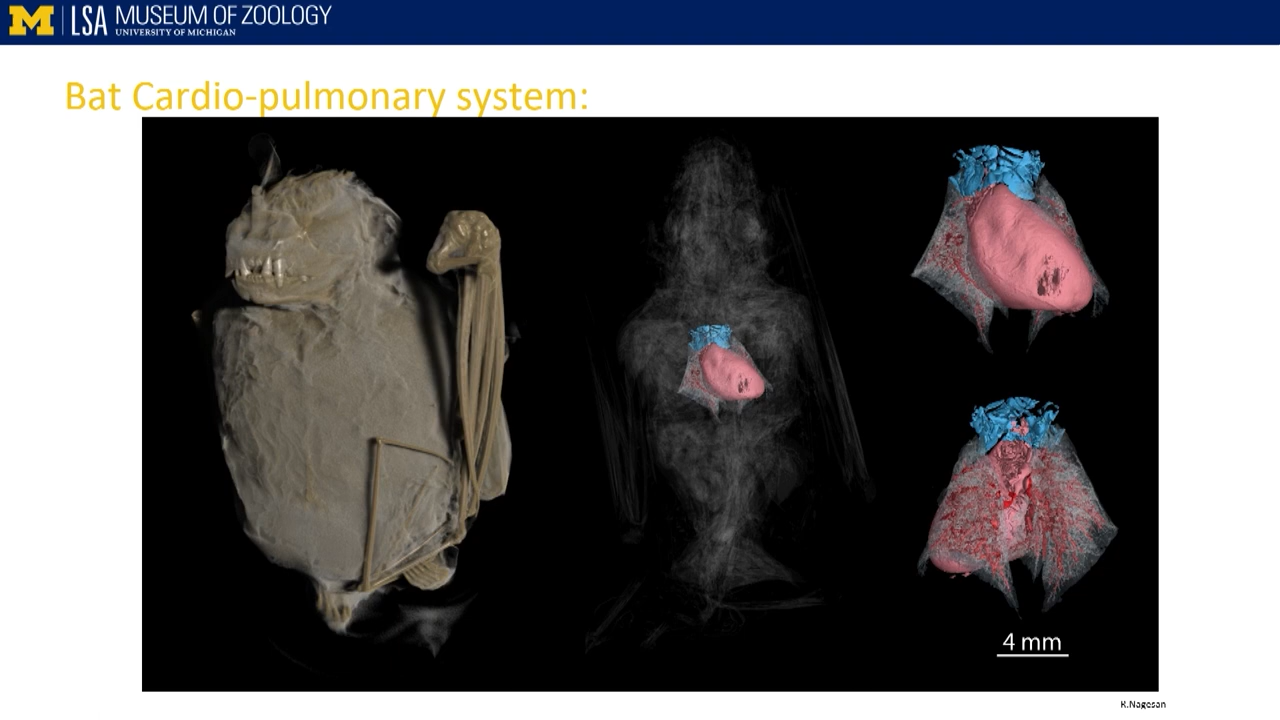 M LSA MUSEUM OF ZOOLOGY
UNIVERSITY OF MICHIGAN
Bat Cardio-pulmonary system:
4 mm
R.Nagesan